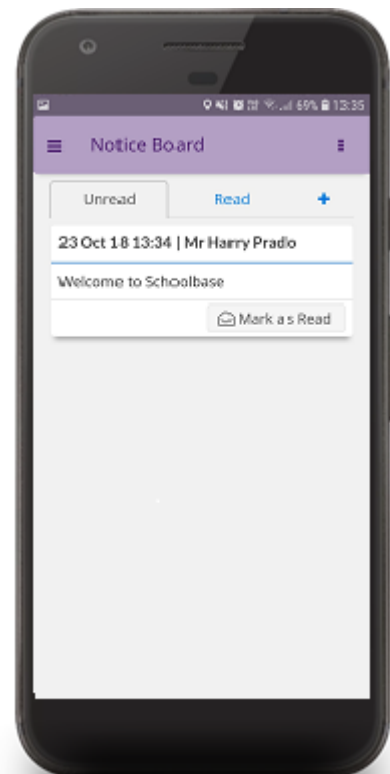 69% 13:35
Notice Board
Unread Read +
23 Oct 18 13:34 | Mr Harry Prado
Welcome to Schoolbase
Mark as Read